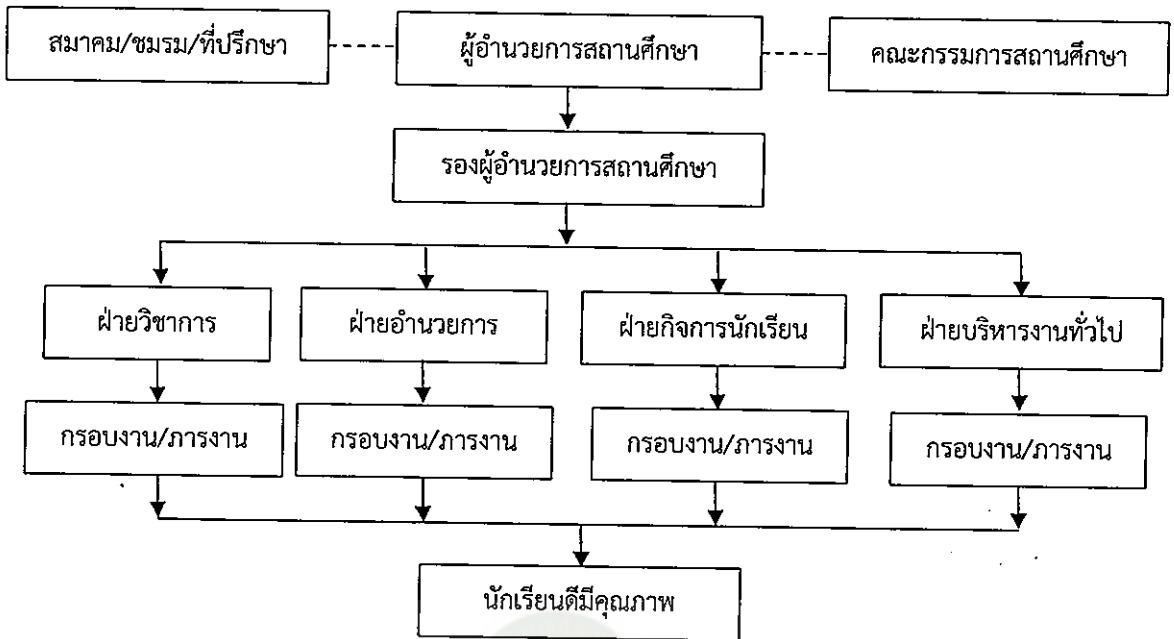 สมาคม/ชมรม/ที่ปรึกษา
ผู้อำนวยการสถานศึกษา
คณะกรรมการสถานศึกษา
รองผู้อำนวยการสถานศึกษา
ฝ่ายวิชาการ
ฝ่ายอำนวยการ
ฝ่ายกิจการนักเรียน
ฝ่ายบริหารงานทั่วไป
กรอบงาน/ภารงาน
กรอบงาน/ภารงาน
กรอบงาน/ภารงาน
กรอบงาน/ภารงาน
นักเรียนดีมีคุณภาพ